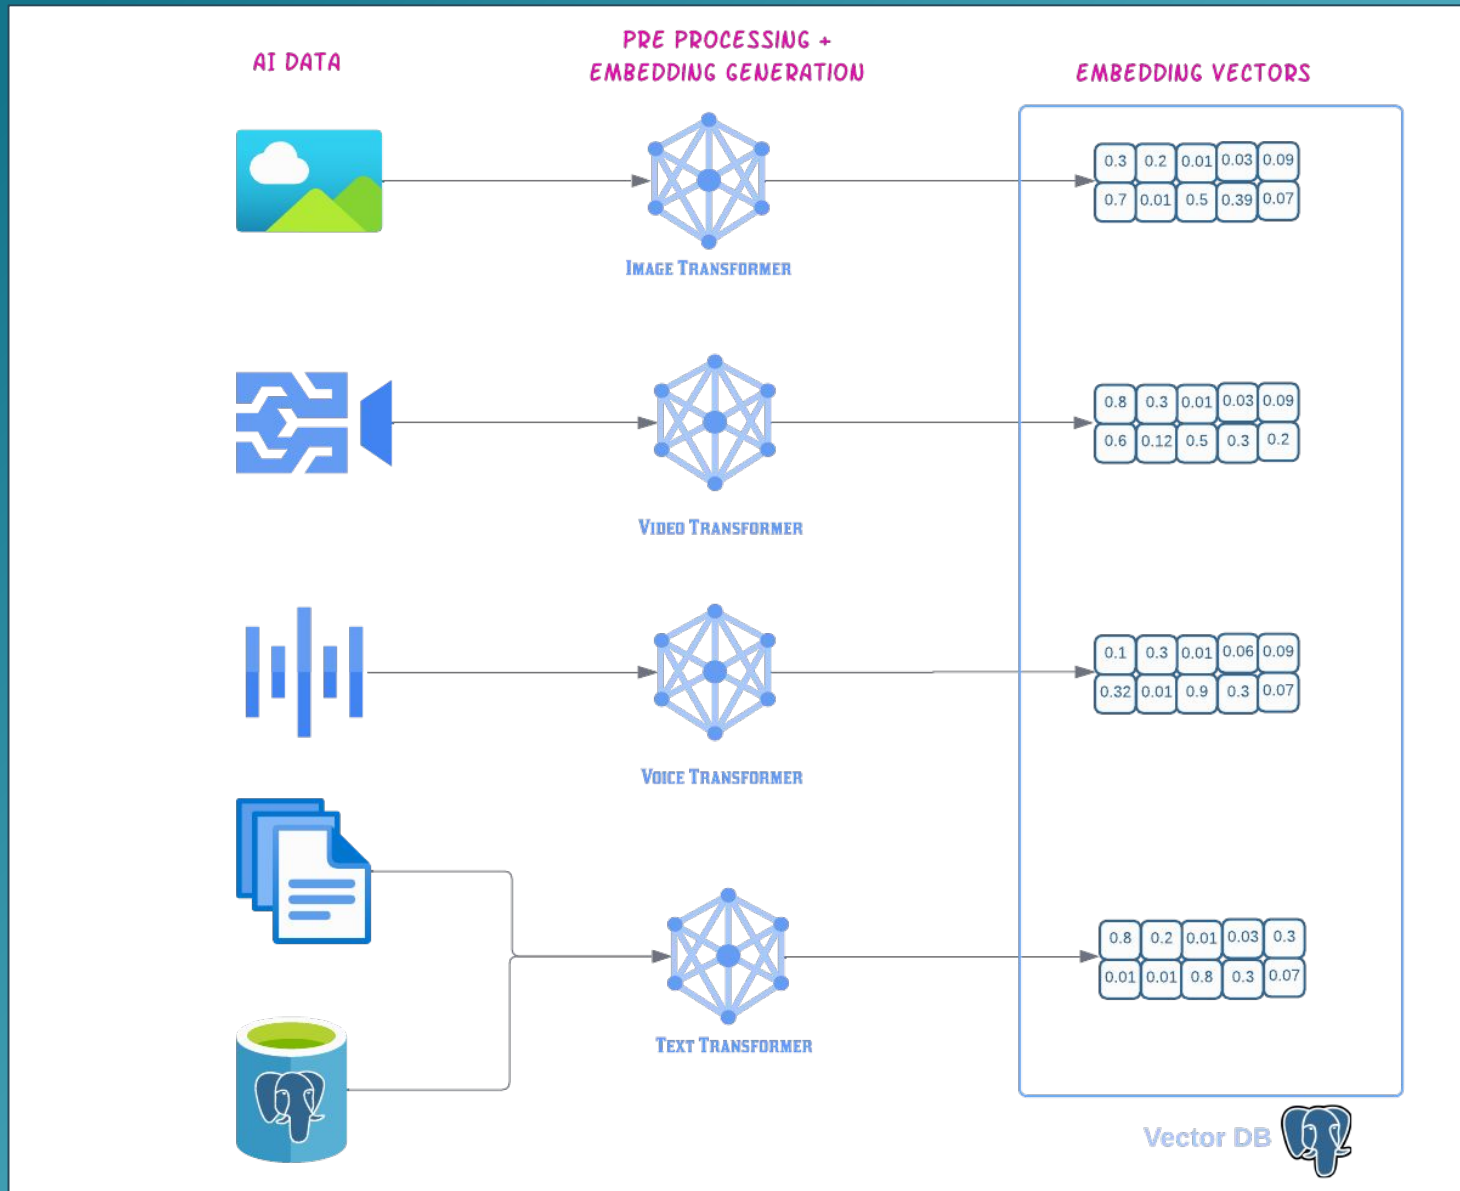 AI DATA
PRE PROCESSING +
EMBEDDING GENERATION
EMBEDDING VECTORS
0.3 0.2 0.01 0.03 0.09
0.7 0.01 0.5 0.39 0.07
IMAGE TRANSFORMER
0.8 0.3 0.01 0.03 0.09
0.6 0.12 0.5 0.3 0.2
VIDEO TRANSFORMER
0.1 0.3 0.01 0.06 0.09
0.32 0.01 0.9 0.3 0.07
VOICE TRANSFORMER
0.8 0.2 0.01 0.03 0.3
0.01 0.01 0.8 0.3 0.07
TEXT TRANSFORMER
Vector DB